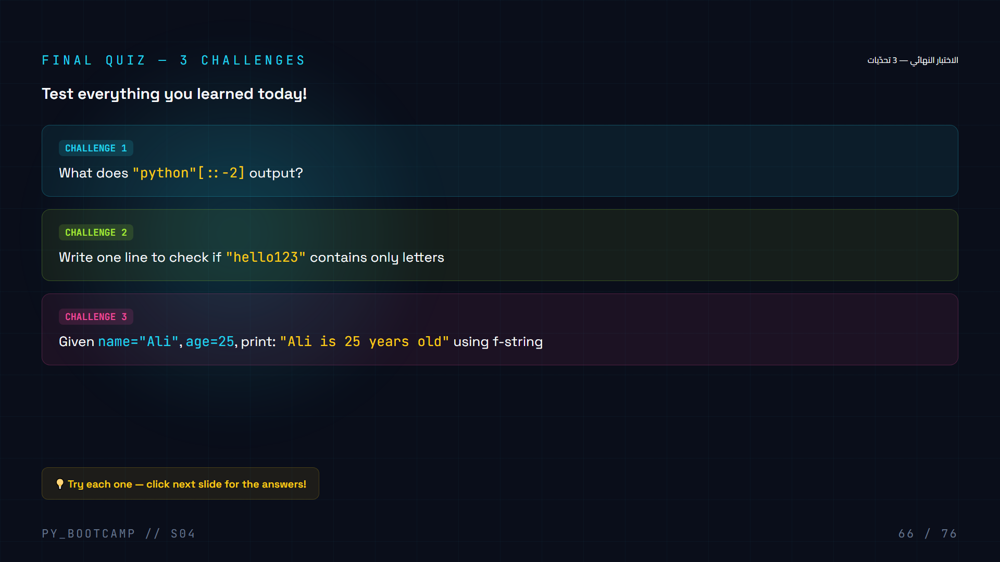 FINAL QUIZ — 3 CHALLENGES
الاختبار النهائي — 3 تحدّيات
Test everything you learned today!
CHALLENGE 1
What does "python"[::-2] output?
CHALLENGE 2
Write one line to check if "hello123" contains only letters
CHALLENGE 3
Given name="Ali", age=25, print: "Ali is 25 years old" using f-string
💡 Try each one — click next slide for the answers!
PY_BOOTCAMP // S04
66 / 76